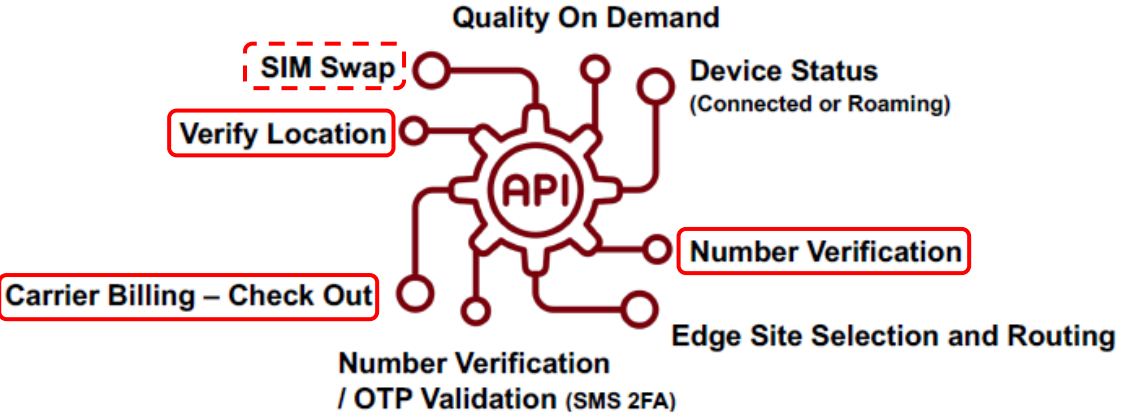 Quality On Demand
SIM Swap
Device Status
(Connected or Roaming)
Verify Location
API
Number Verification
Carrier Billing – Check Out
Edge Site Selection and Routing
Number Verification
/ OTP Validation (SMS 2FA)